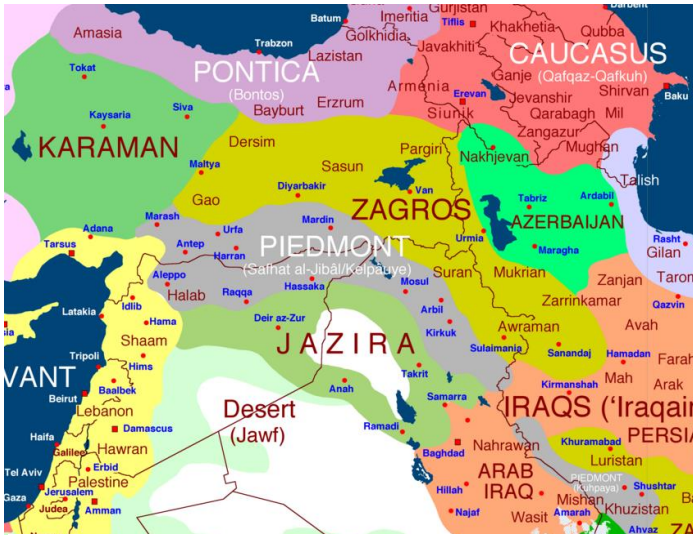 Gurjistan
Darbent
Imeritia
Batum
Tiflis
Khakhetia
Qubba
Golkhidia
Amasia
Javakhiti
CAUCASUS
Trabzon
Lazistan
(Qafqaz-Qafkuh)
Tokat
PONTICA
Ganje
Armenia
Shirvan
(Bontos)
Erevan
Jevanshir
Baku
Erzrum
Kaysaria
Siva
Bayburt
Siunik
Qarabagh
Mil
Zangazur
KARAMAN
Dersim
Pargiri
Mughan
Nakhjevan
Maltya
Sasun
Talish
Gao
Diyarbakir
Van
Tabriz
Ardabil
ZAGROS
AZERBAIJAN
Marash
Mardin
Adana
Urfa
Urmia
Rasht
Tarsus
Antep
PIEDMONT
Maragha
Gilan
Harran
(Safhat al-Jibâl/Kelpauye)
Suran
Aleppo
Hassaka
Mukrian
Zanjan
Tarom
Halab
Raqqa
Mosul
Idlib
Arbil
Zarrinkamar
Qazvin
Latakia
Hama
Deir az-Zur
Kirkuk
Awraman
Avah
Shaam
JAZIRA
Sulaimania
Sanandaj
Tripoli
Hims
Takrit
Hamadan
Farah
VANT
Baalbek
Anah
Kirmanshah
Mah
Arak
Beirut
Desert
Samarra
IRAQS ('Iraqain
Lebanon
(Jawf)
Damascus
Ramadi
PERSIA
Haifa
Hawran
Baghdad
Nahrawan
Khuramabad
Galilee
Luristan
Erbid
ARAB
Tel Aviv
Palestine
IRAQ
PIEDMONT
(Kuhpaya)
Jerusalem
Hillah
Shushtar
Gaza
Amman
Mishan
Judea
Najaf
Wasit
Khuzistan
Amarah
ZA
Ahvaz